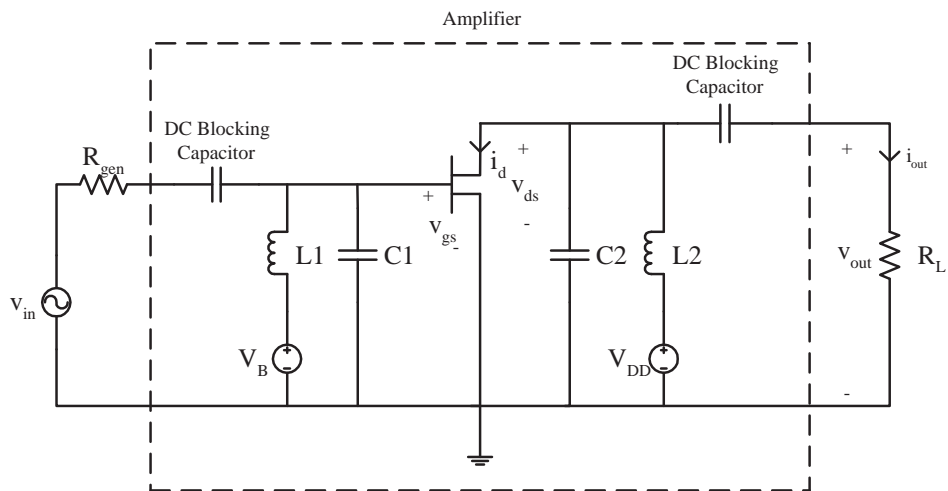 Amplifier
DC Blocking
Capacitor
DC Blocking
Capacitor
R_gen
+
i_d
+
v_ds
-
+
v_gs
-
+
i_out
L1
C1
C2
L2
v_out
R_L
v_in
V_B
V_DD
-